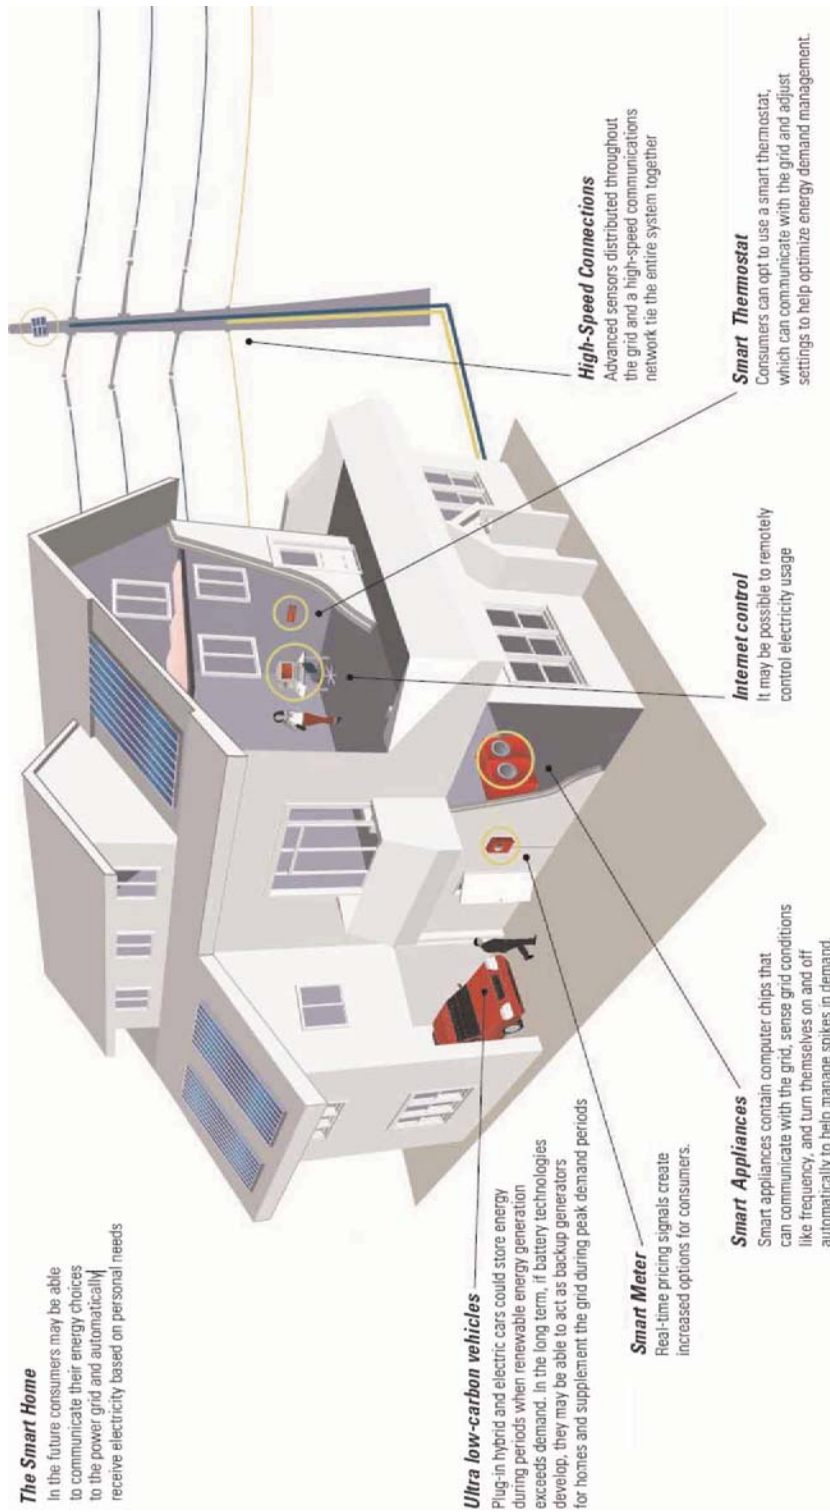 The Smart Home
In the future consumers may be able
to communicate their energy choices
to the power grid and automatically
receive electricity based on personal needs
Ultra low-carbon vehicles
Plug-in hybrid and electric cars could store energy
during periods when renewable energy generation
exceeds demand. In the long term, if battery technologies
develop, they may be able to act as backup generators
for homes and supplement the grid during peak demand periods
Smart Meter
Real-time pricing signals create
increased options for consumers.
Smart Appliances
Smart appliances contain computer chips that
can communicate with the grid, sense grid conditions
like frequency, and turn themselves on and off
automatically to help manage spikes in demand
Internet control
It may be possible to remotely
control electricity usage
High-Speed Connections
Advanced sensors distributed throughout
the grid and a high-speed communications
network tie the entire system together
Smart Thermostat
Consumers can opt to use a smart thermostat,
which can communicate with the grid and adjust
settings to help optimize energy demand management.